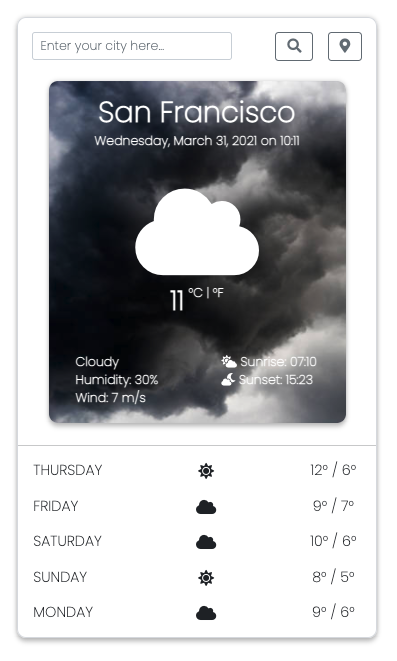 Enter your city here...
San Francisco
Wednesday, March 31, 2021 on 10:11
11 °C | °F
Cloudy
Humidity: 30%
Wind: 7 m/s
Sunrise: 07:10
Sunset: 15:23
THURSDAY 12° / 6°
FRIDAY 9° / 7°
SATURDAY 10° / 6°
SUNDAY 8° / 5°
MONDAY 9° / 6°